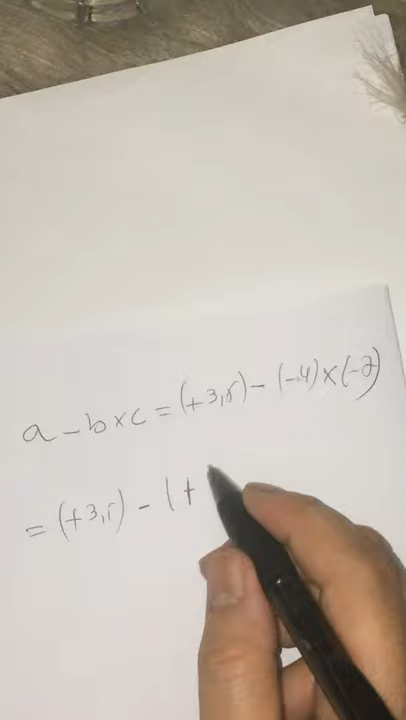 a - b × c = (+3,5) - (-4) × (-2)
= (+3,5) - (+